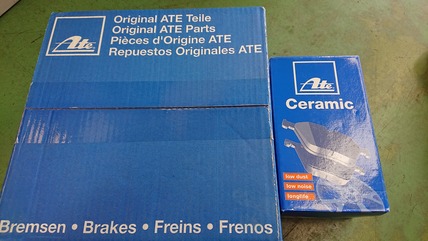 Ate
Original ATE Teile
Original ATE Parts
Pièces d'Origine ATE
Repuestos Originales ATE
Ate
Bremsen • Brakes • Freins • Frenos
Ate
Ceramic
low dust
low noise
longlife